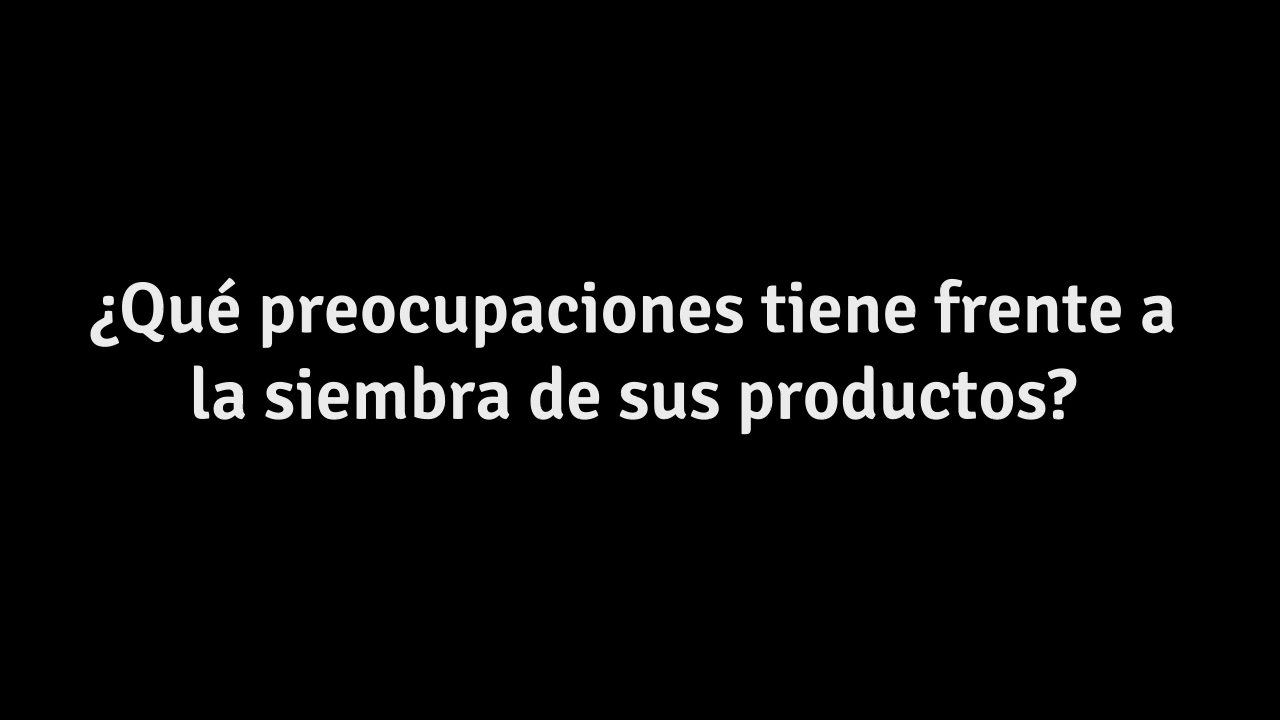 ¿Qué preocupaciones tiene frente a
la siembra de sus productos?